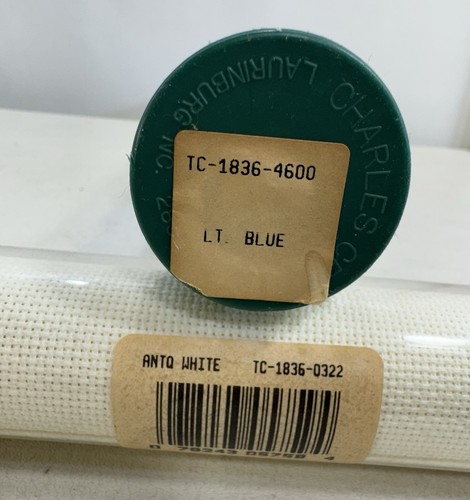 CHARLES
LAURINBURG NC.
TC-1836-4600
LT. BLUE
ANTQ WHITE TC-1836-0322